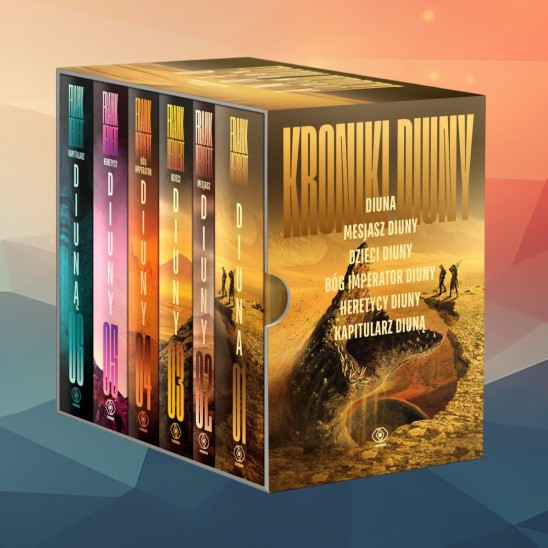 FRANK HERBERT
KAPITULARZ
DIUNĄ
06
FRANK HERBERT
HERETYCY
DIUNY
05
FRANK HERBERT
BÓG
IMPERATOR
DIUNY
04
FRANK HERBERT
DZIECI
DIUNY
03
FRANK HERBERT
MESJASZ
DIUNY
02
FRANK HERBERT
DIUNA
01
KRONIKI DIUNY
DIUNA
MESJASZ DIUNY
DZIECI DIUNY
BÓG IMPERATOR DIUNY
HERETYCY DIUNY
KAPITULARZ DIUNĄ